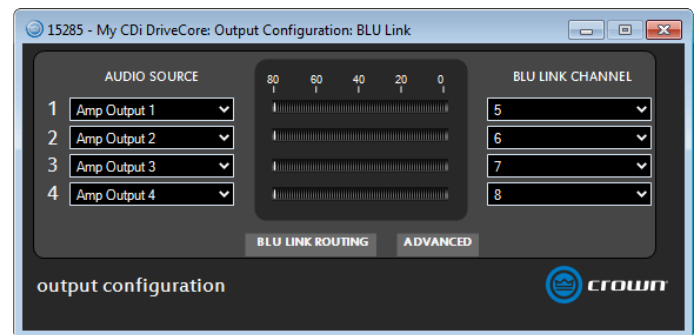 15285 - My CDi DriveCore: Output Configuration: BLU Link
AUDIO SOURCE
80 60 40 20 0
BLU LINK CHANNEL
1 Amp Output 1 5
2 Amp Output 2 6
3 Amp Output 3 7
4 Amp Output 4 8
BLU LINK ROUTING ADVANCED
output configuration
crown